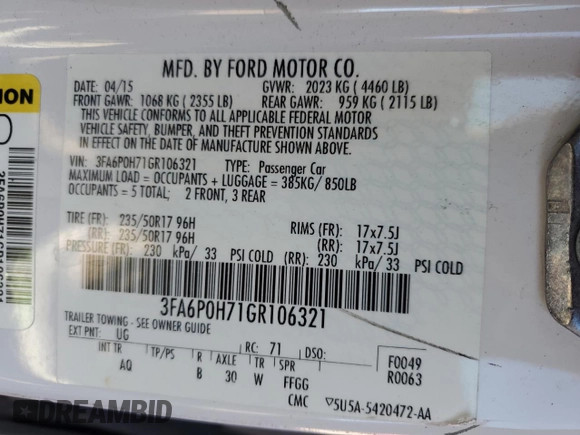 MFD. BY FORD MOTOR CO.
DATE: 04/15 GVWR: 2023 KG ( 4460 LB)
FRONT GAWR: 1068 KG ( 2355 LB) REAR GAWR: 959 KG ( 2115 LB)
THIS VEHICLE CONFORMS TO ALL APPLICABLE FEDERAL MOTOR
VEHICLE SAFETY, BUMPER, AND THEFT PREVENTION STANDARDS IN
EFFECT ON THE DATE OF MANUFACTURE SHOWN ABOVE.
VIN: 3FA6P0H71GR106321 TYPE: Passenger Car
MAXIMUM LOAD = OCCUPANTS + LUGGAGE = 385KG/ 850LB
OCCUPANTS = 5 TOTAL; 2 FRONT, 3 REAR
TIRE (FR): 235/50R17 96H RIMS (FR): 17x7.5J
(RR): 235/50R17 96H (RR): 17x7.5J
PRESSURE (FR): 230 kPa/ 33 PSI COLD (RR): 230 kPa/ 33 PSI COLD
3FA6P0H71GR106321
TRAILER TOWING - SEE OWNER GUIDE
EXT PNT: UG RC: 71 DSO: F0049
INT TR TP/PS R AXLE TR SPR R0063
AQ B 30 W FFGG
CMC 5U5A-5420472-AA
DREAMBID